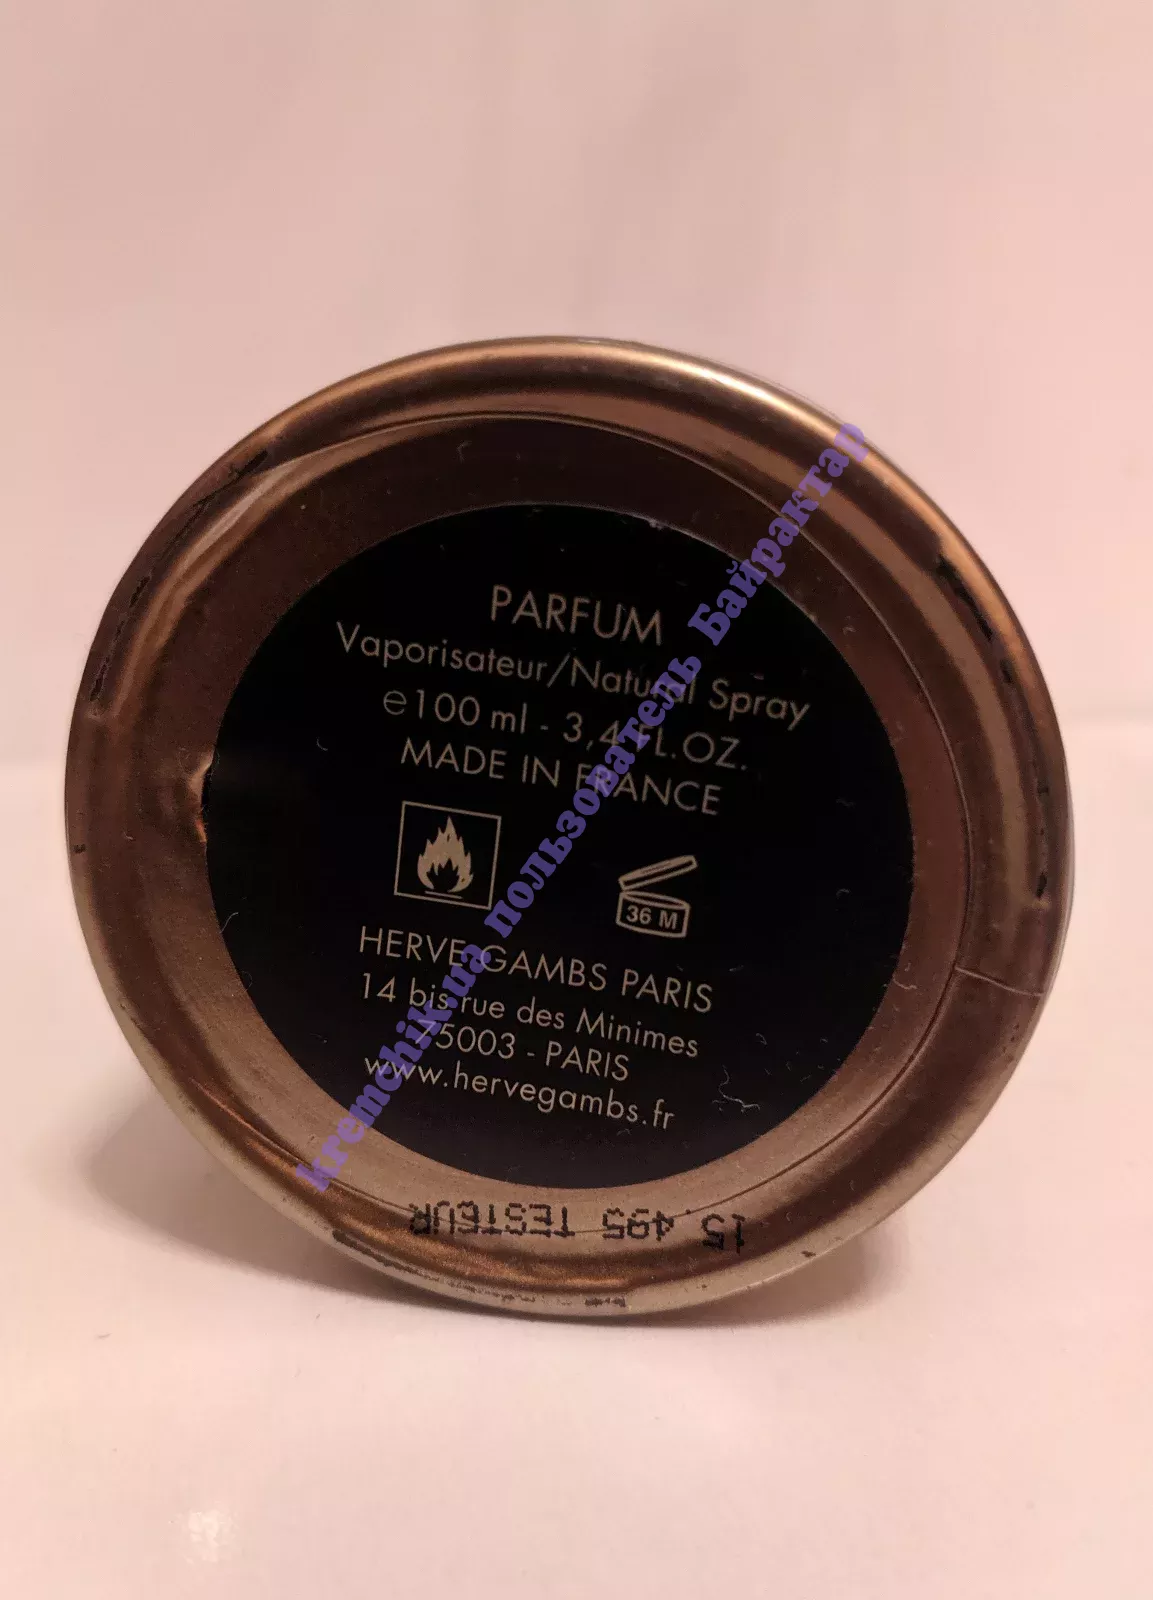 PARFUM
Vaporisateur/Natural Spray
℮100 ml - 3,4 FL.OZ.
MADE IN FRANCE
36 M
HERVE GAMBS PARIS
14 bis rue des Minimes
75003 - PARIS
www.hervegambs.fr
15.495 TESTEUR
kremchik.ua пользователь Байрактар